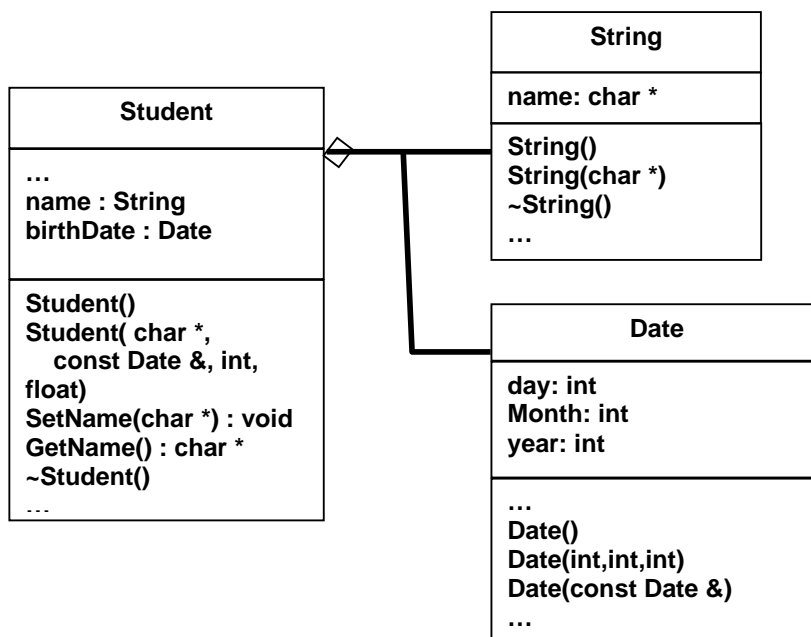 Student
…
name : String
birthDate : Date
Student()
Student( char *,
const Date &, int,
float)
SetName(char *) : void
GetName() : char *
~Student()
…
String
name: char *
String()
String(char *)
~String()
…
Date
day: int
Month: int
year: int
…
Date()
Date(int,int,int)
Date(const Date &)
…